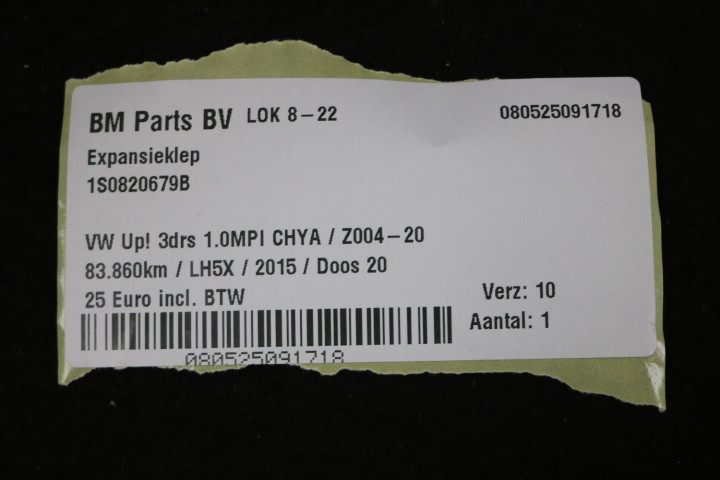 BM Parts BV LOK 8-22 080525091718
Expansieklep
1S0820679B
VW Up! 3drs 1.0MPI CHYA / Z004-20
83.860km / LH5X / 2015 / Doos 20
25 Euro incl. BTW Verz: 10
Aantal: 1
080525091718